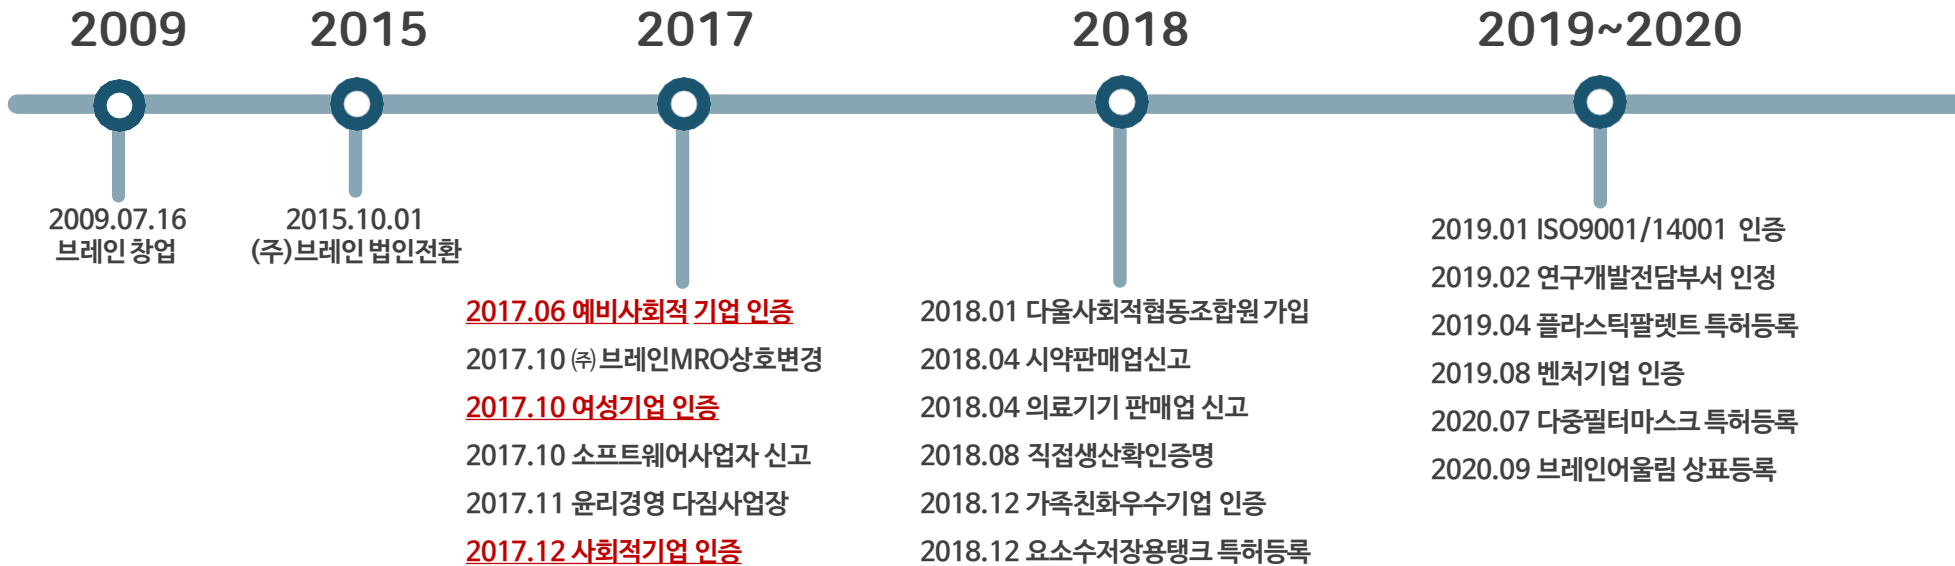 2009
2015
2017
2018
2019~2020
2009.07.16
브레인 창업
2015.10.01
(주)브레인 법인전환
2017.06 예비사회적 기업 인증
2017.10 ㈜ 브레인MRO상호변경
2017.10 여성기업 인증
2017.10 소프트웨어사업자 신고
2017.11 윤리경영 다짐사업장
2017.12 사회적기업 인증
2018.01 다울사회적협동조합원 가입
2018.04 시약판매업신고
2018.04 의료기기 판매업 신고
2018.08 직접생산확인증명
2018.12 가족친화우수기업 인증
2018.12 요소수저장용탱크 특허등록
2019.01 ISO9001/14001 인증
2019.02 연구개발전담부서 인정
2019.04 플라스틱팔렛트 특허등록
2019.08 벤처기업 인증
2020.07 다중필터마스크 특허등록
2020.09 브레인어울림 상표등록